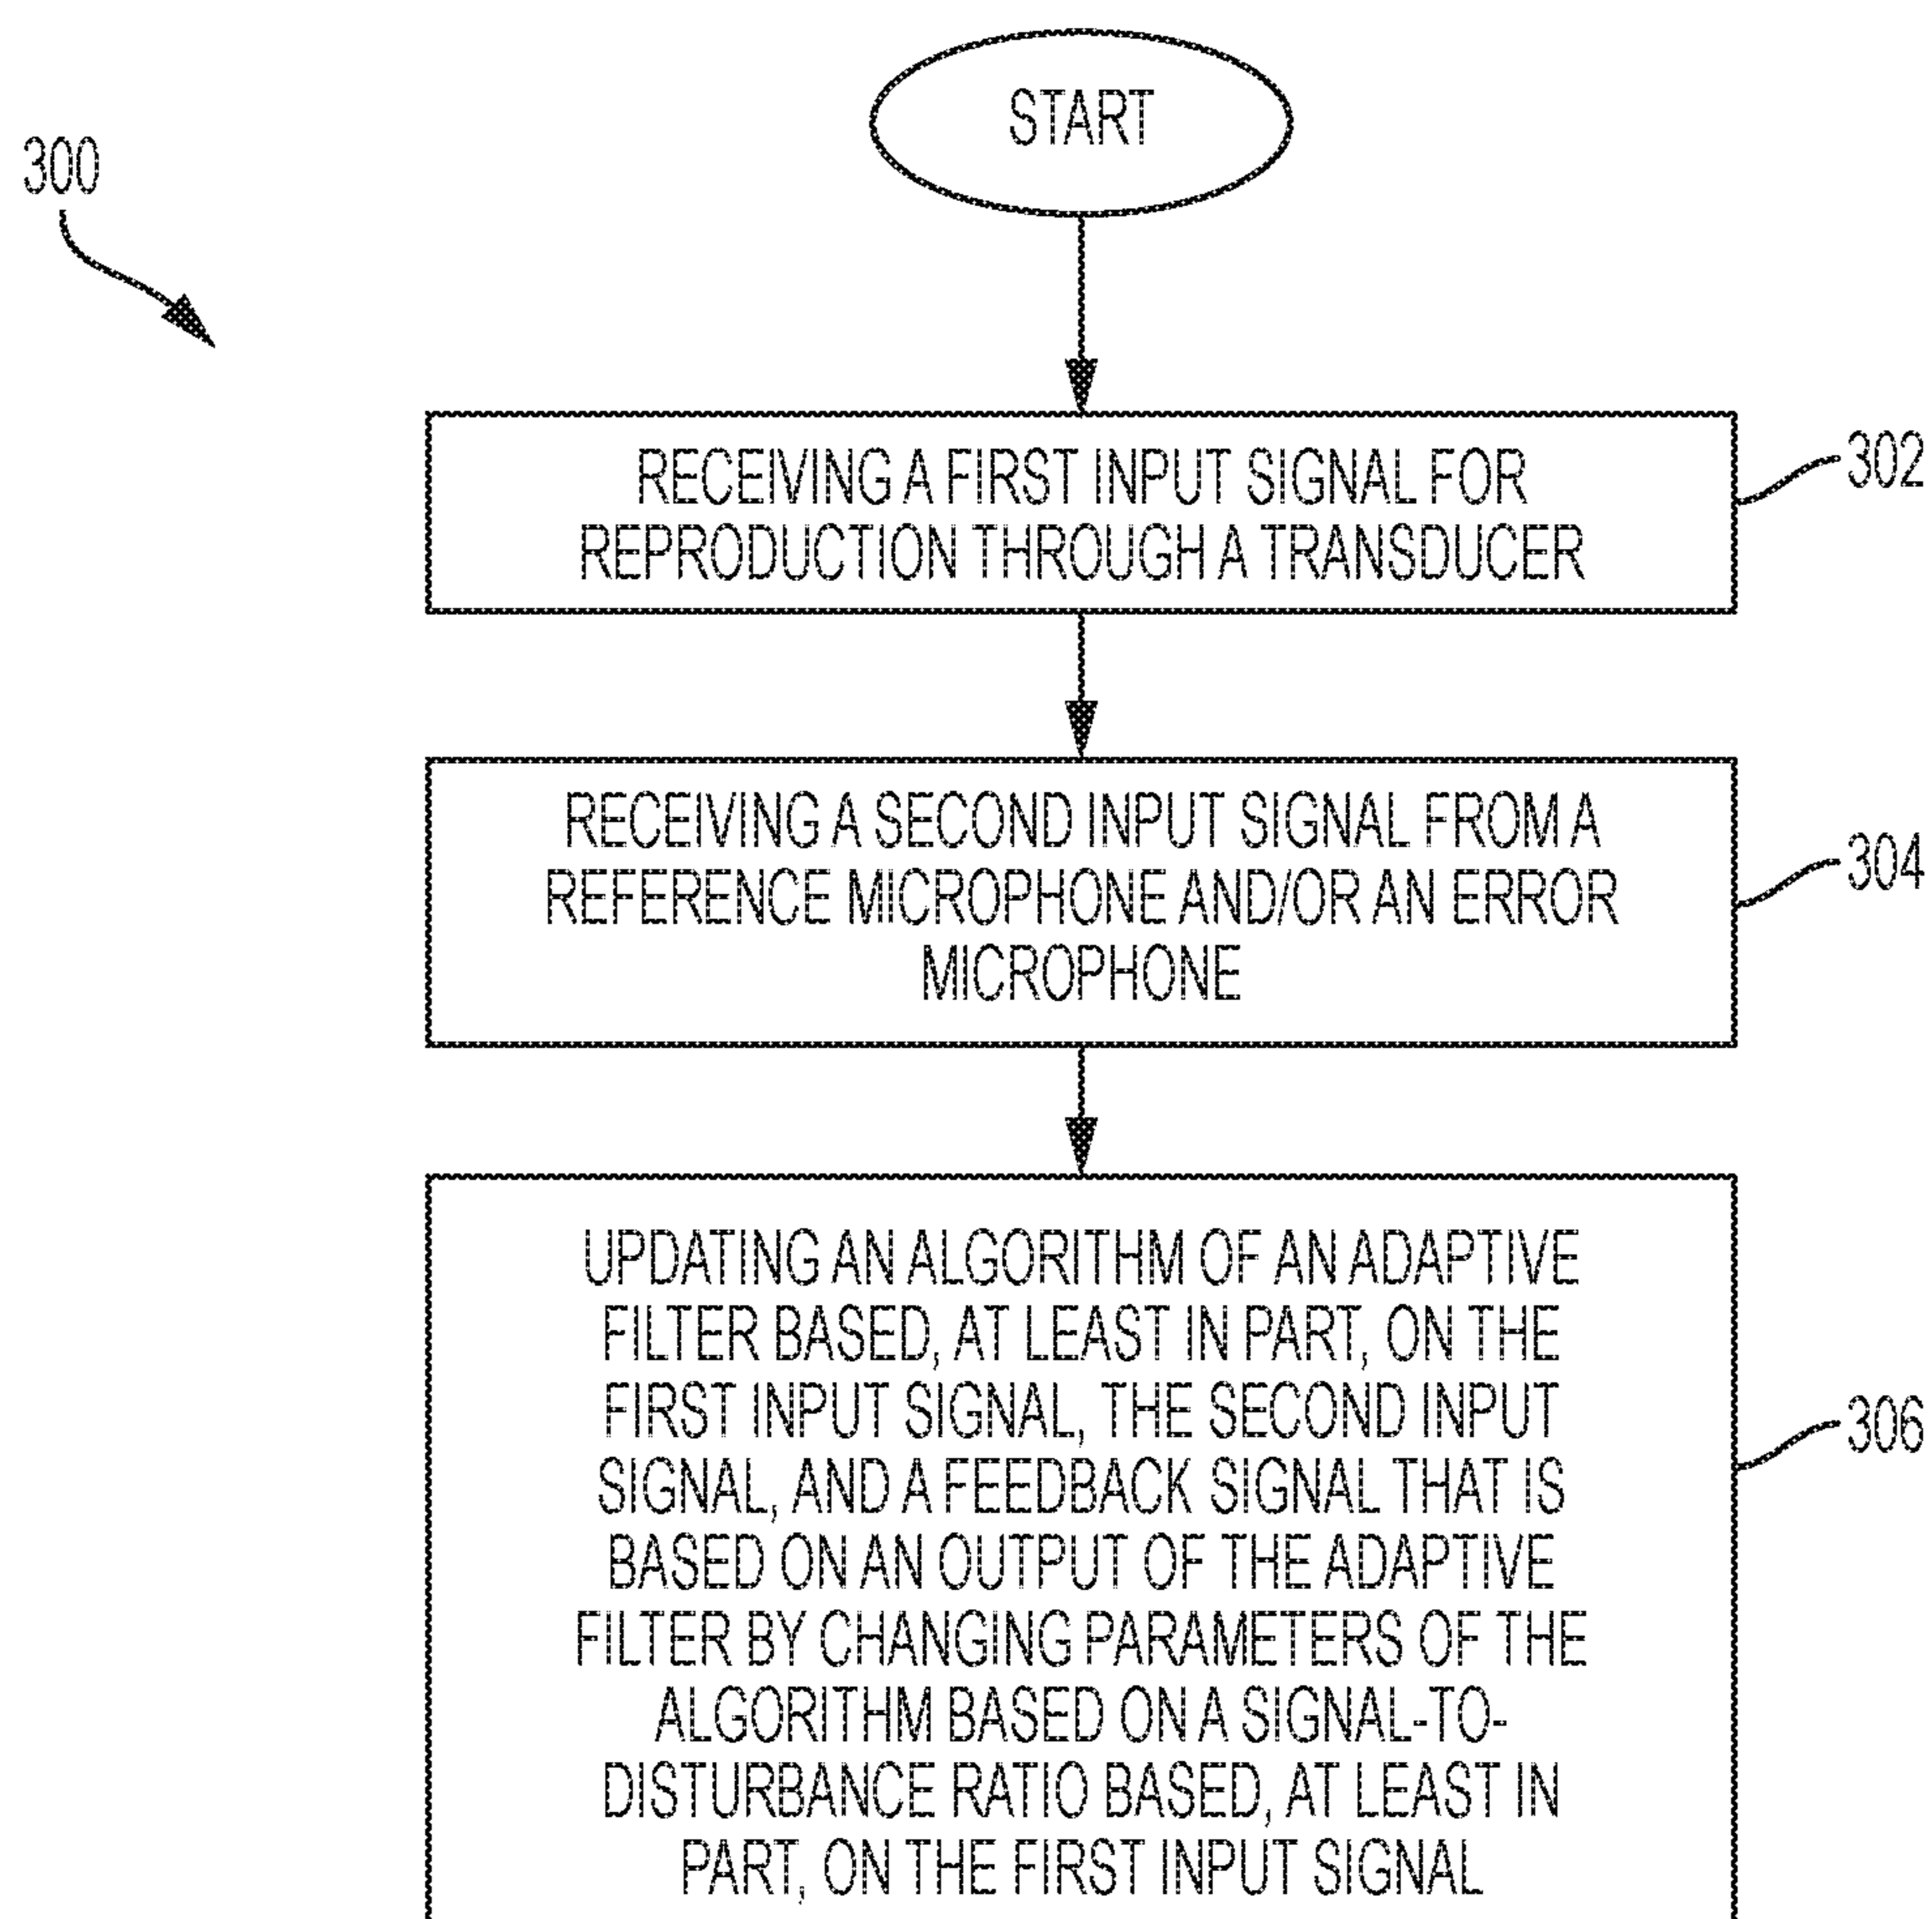 START
300
RECEIVING A FIRST INPUT SIGNAL FOR
REPRODUCTION THROUGH A TRANSDUCER
302
RECEIVING A SECOND INPUT SIGNAL FROM A
REFERENCE MICROPHONE AND/OR AN ERROR
MICROPHONE
304
UPDATING AN ALGORITHM OF AN ADAPTIVE
FILTER BASED, AT LEAST IN PART, ON THE
FIRST INPUT SIGNAL, THE SECOND INPUT
SIGNAL, AND A FEEDBACK SIGNAL THAT IS
BASED ON AN OUTPUT OF THE ADAPTIVE
FILTER BY CHANGING PARAMETERS OF THE
ALGORITHM BASED ON A SIGNAL-TO-
DISTURBANCE RATIO BASED, AT LEAST IN
PART, ON THE FIRST INPUT SIGNAL
306